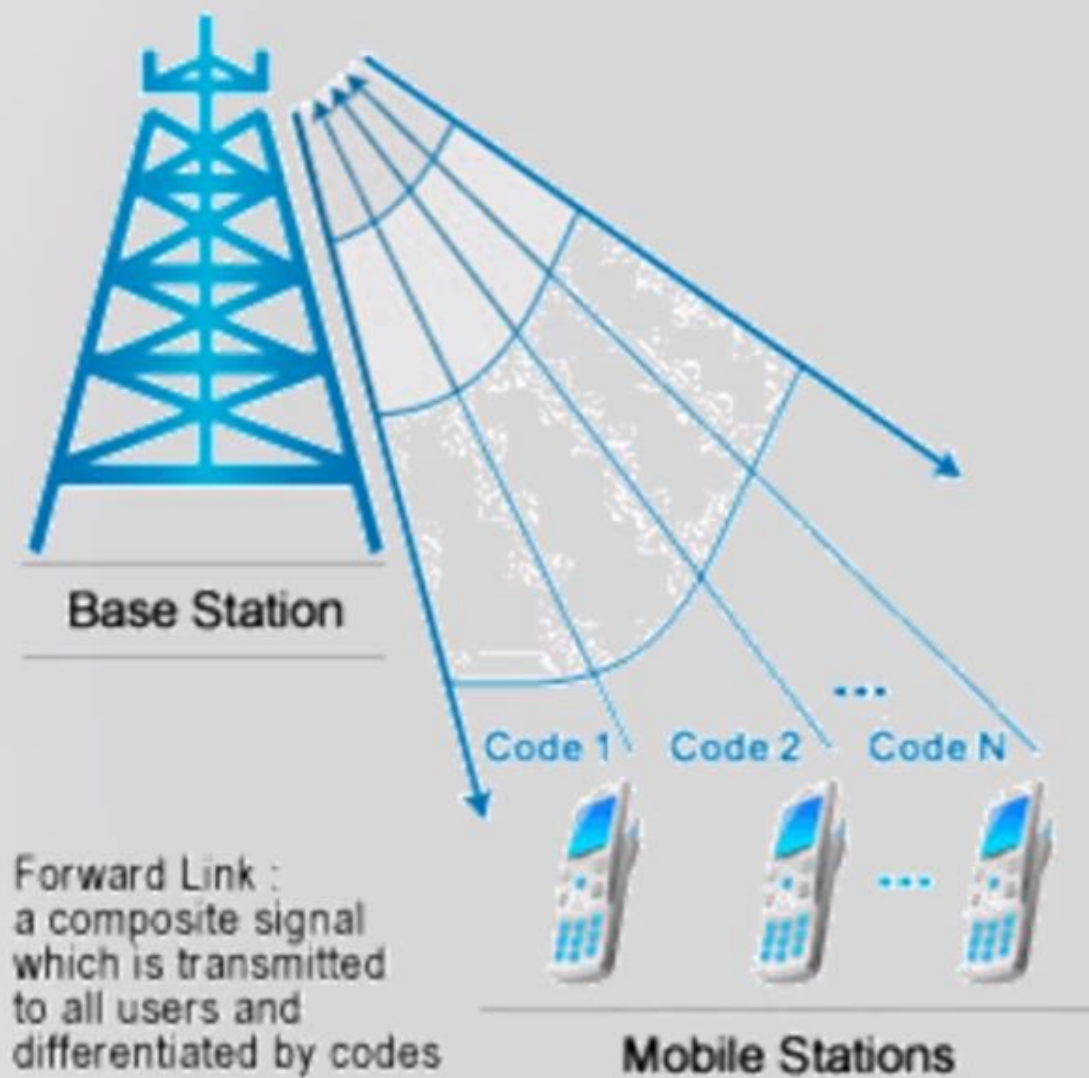 Base Station
...
Code 1 Code 2 Code N
...
Forward Link :
a composite signal
which is transmitted
to all users and
differentiated by codes
Mobile Stations